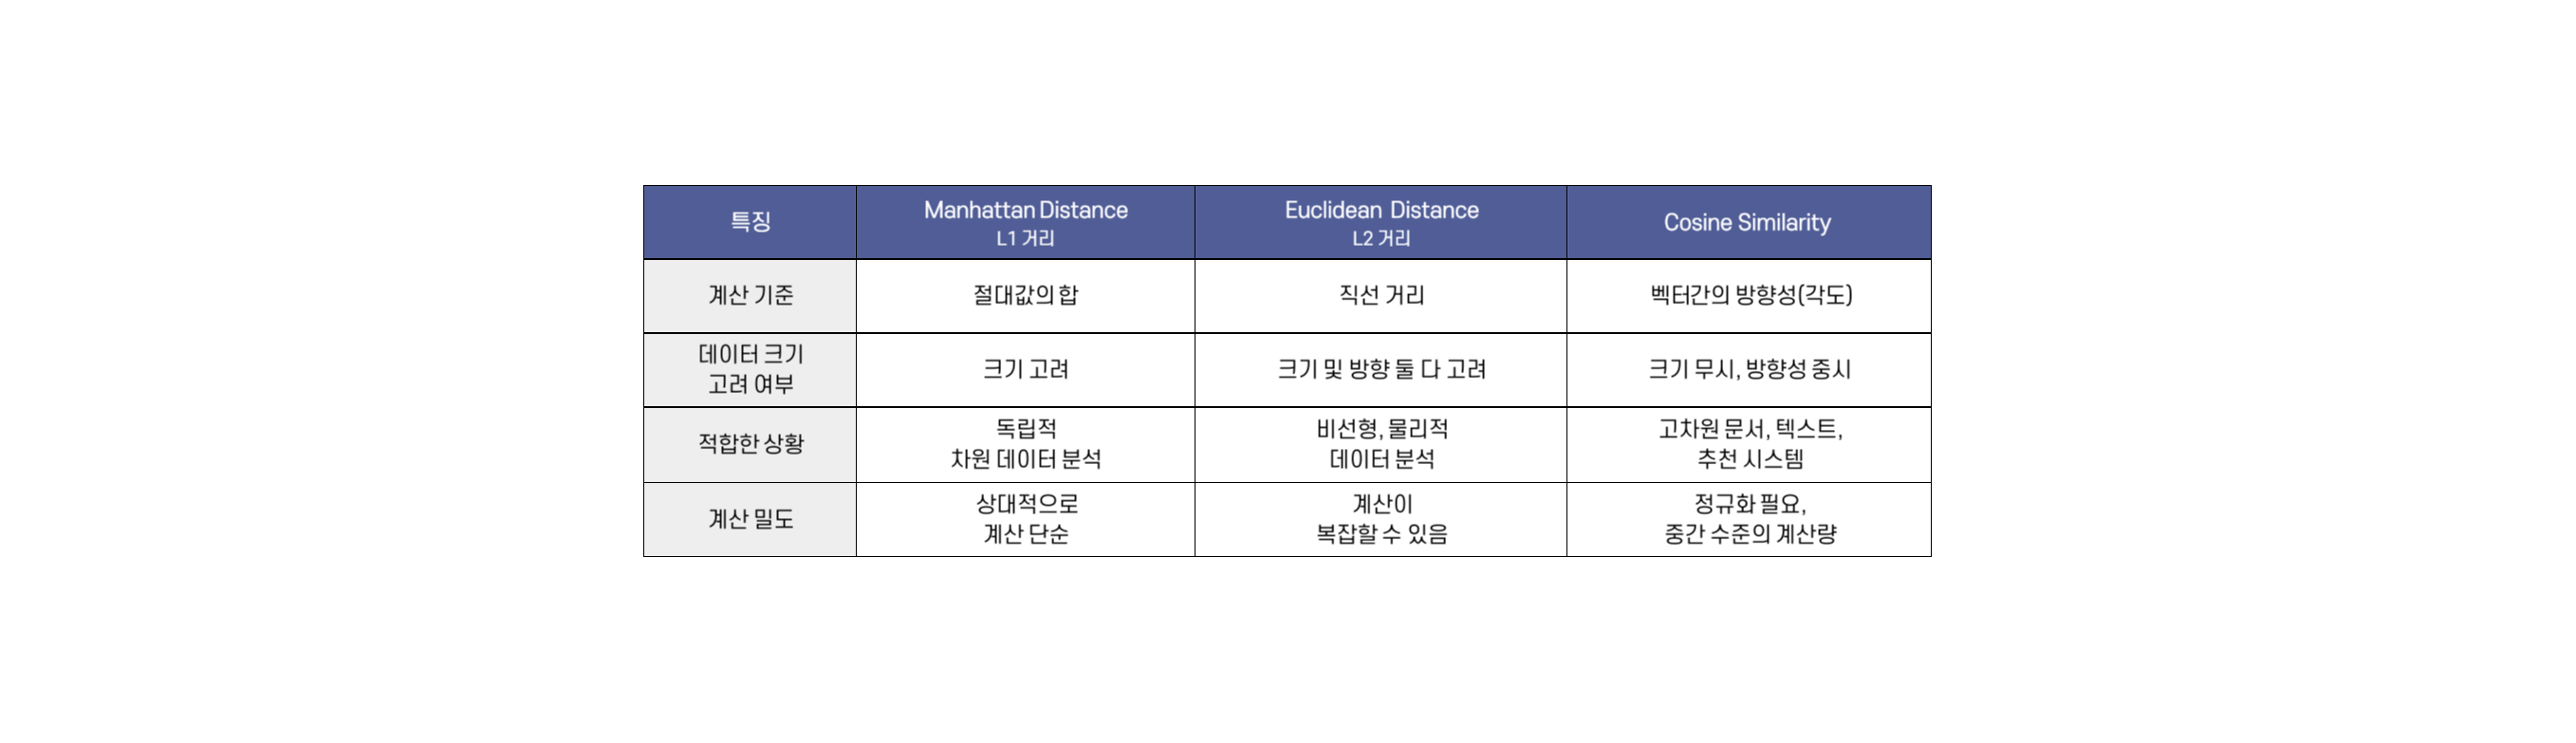 특징
Manhattan Distance
L1 거리
Euclidean Distance
L2 거리
Cosine Similarity
계산 기준
절대값의 합
직선 거리
벡터간의 방향성(각도)
데이터 크기
고려 여부
크기 고려
크기 및 방향 둘 다 고려
크기 무시, 방향성 중시
적합한 상황
독립적
차원 데이터 분석
비선형, 물리적
데이터 분석
고차원 문서, 텍스트,
추천 시스템
계산 밀도
상대적으로
계산 단순
계산이
복잡할 수 있음
정규화 필요,
중간 수준의 계산량